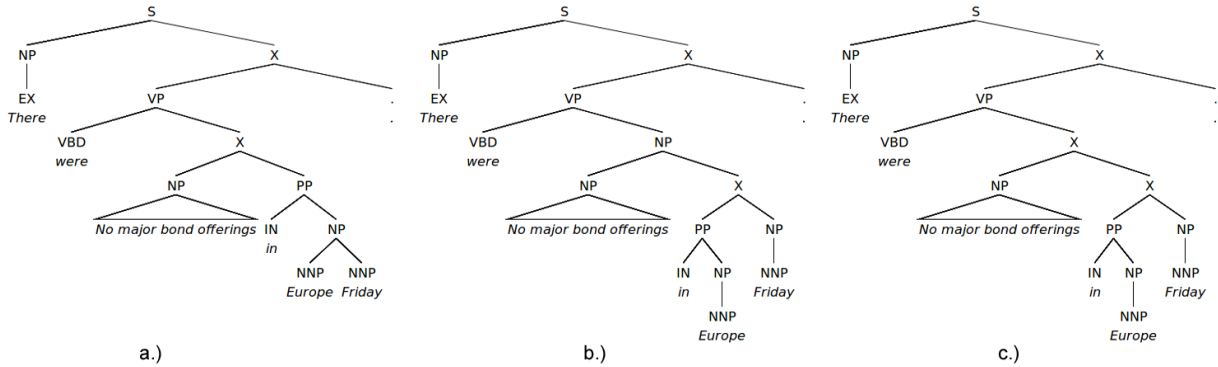 S S S
NP X NP X NP X
EX VP . EX VP . EX VP .
There . There . There .
VBD X VBD NP VBD X
were were were
NP PP NP X NP X
No major bond offerings IN NP No major bond offerings PP NP No major bond offerings PP NP
in
NNP NNP IN NP NNP IN NP NNP
Europe Friday in Friday in Friday
NNP NNP
Europe Europe
a.) b.) c.)